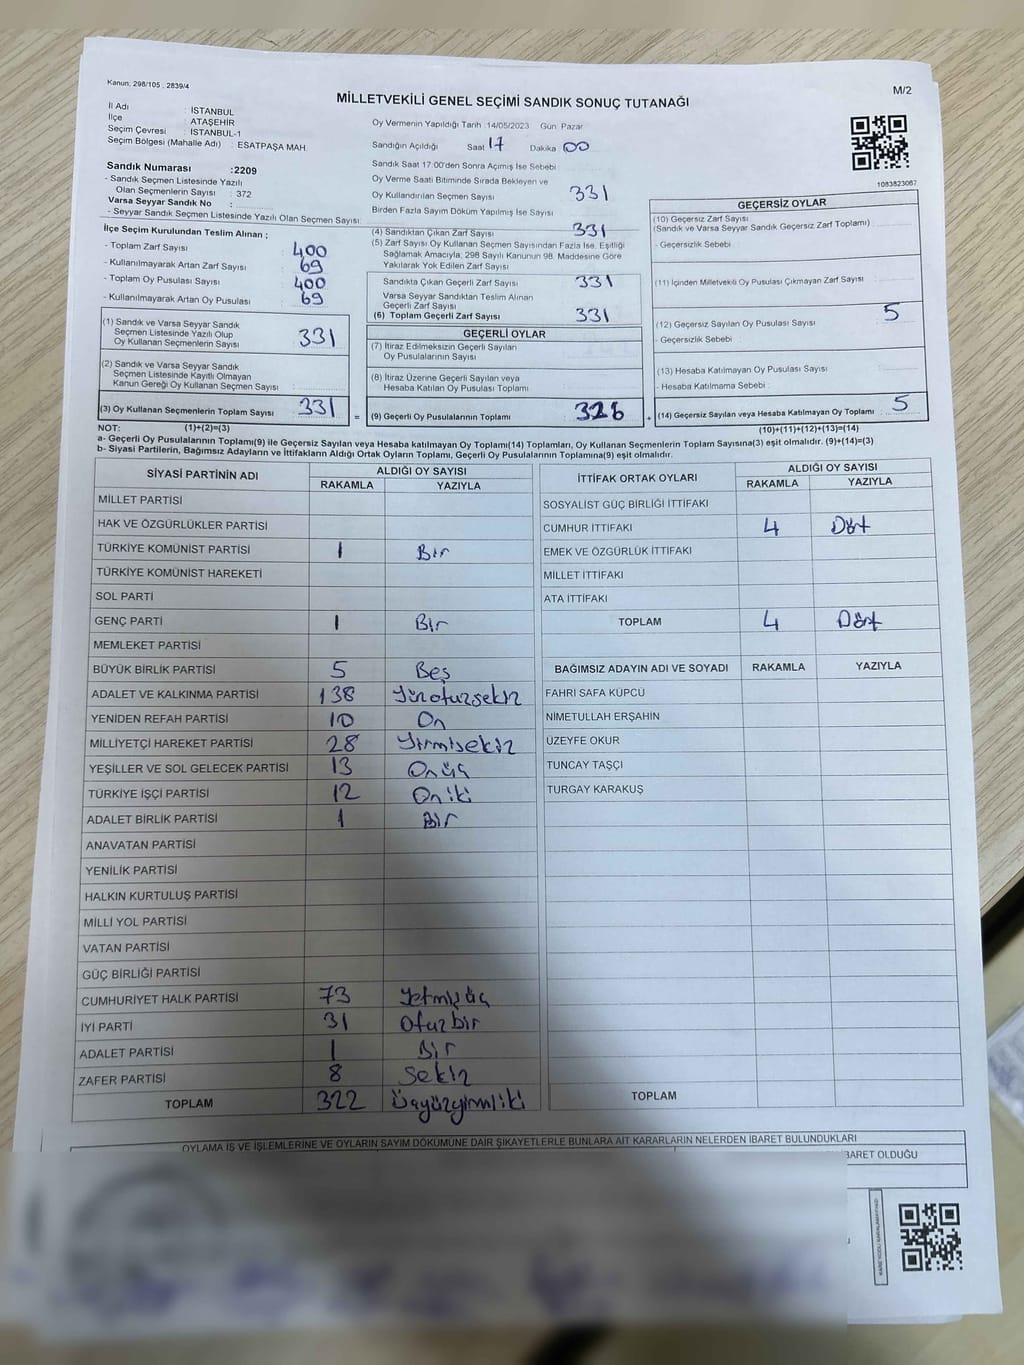 Kanun: 298/105 , 2839/4
M/2
MİLLETVEKİLİ GENEL SEÇİMİ SANDIK SONUÇ TUTANAĞI
İl Adı : İSTANBUL
İlçe : ATAŞEHİR
Seçim Çevresi : İSTANBUL-1
Seçim Bölgesi (Mahalle Adı) : ESATPAŞA MAH.
Sandık Numarası :2209
- Sandık Seçmen Listesinde Yazılı
Olan Seçmenlerin Sayısı : 372
Varsa Seyyar Sandık No :
- Seyyar Sandık Listesinde Yazılı Olan Seçmen Sayısı:
İlçe Seçim Kurulundan Teslim Alınan ;
- Toplam Zarf Sayısı : 400
- Kullanılmayarak Artan Zarf Sayısı : 69
- Toplam Oy Pusulası Sayısı : 400
- Kullanılmayarak Artan Oy Pusulası : 69
(1) Sandık ve Varsa Seyyar Sandık
Seçmen Listesinde Yazılı Olup
Oy Kullanan Seçmenlerin Sayısı : 331
(2) Sandık ve Varsa Seyyar Sandık
Seçmen Listesinde Kayıtlı Olmayan
Kanun Gereği Oy Kullanan Seçmen Sayısı :
(3) Oy Kullanan Seçmenlerin Toplam Sayısı : 331
Oy Vermenin Yapıldığı Tarih :14/05/2023 Gün: Pazar
Sandığın Açıldığı Saat 17 Dakika 00
Sandık Saat 17:00'den Sonra Açımış İse Sebebi
Oy Verme Saati Bitiminde Sırada Bekleyen ve
Oy Kullandırılan Seçmen Sayısı : 331
Birden Fazla Sayım Döküm Yapılmış İse Sayısı :
(4) Sandıktan Çıkan Zarf Sayısı : 331
(5) Zarf Sayısı Oy Kullanan Seçmen Sayısından Fazla İse, Eşitliği
Sağlamak Amacıyla; 298 Sayılı Kanunun 98. Maddesine Göre
Yakılarak Yok Edilen Zarf Sayısı :
Sandıkta Çıkan Geçerli Zarf Sayısı : 331
Varsa Seyyar Sandıktan Teslim Alınan
Geçerli Zarf Sayısı :
(6) Toplam Geçerli Zarf Sayısı : 331
GEÇERLİ OYLAR
(7) İtiraz Edilmeksizin Geçerli Sayılan
Oy Pusulalarının Sayısı :
(8) İtiraz Üzerine Geçerli Sayılan veya
Hesaba Katılan Oy Pusulası Toplamı :
= (9) Geçerli Oy Pusulalarının Toplamı : 326 +
1083823067
GEÇERSİZ OYLAR
(10) Geçersiz Zarf Sayısı
(Sandık ve Varsa Seyyar Sandık Geçersiz Zarf Toplamı) :
- Geçersizlik Sebebi :
(11) İçinden Milletvekili Oy Pusulası Çıkmayan Zarf Sayısı :
(12) Geçersiz Sayılan Oy Pusulası Sayısı : 5
- Geçersizlik Sebebi :
(13) Hesaba Katılmayan Oy Pusulası Sayısı :
- Hesaba Katılmama Sebebi :
(14) Geçersiz Sayılan veya Hesaba Katılmayan Oy Toplamı : 5
NOT: (1)+(2)=(3) (10)+(11)+(12)+(13)=(14)
a- Geçerli Oy Pusulalarının Toplamı(9) ile Geçersiz Sayılan veya Hesaba katılmayan Oy Toplamı(14) Toplamları, Oy Kullanan Seçmenlerin Toplam Sayısına(3) eşit olmalıdır. (9)+(14)=(3)
b- Siyasi Partilerin, Bağımsız Adayların ve İttifakların Aldığı Ortak Oyların Toplamı, Geçerli Oy Pusulalarının Toplamına(9) eşit olmalıdır.
SİYASİ PARTİNİN ADI ALDIĞI OY SAYISI
RAKAMLA YAZIYLA
MİLLET PARTİSİ
HAK VE ÖZGÜRLÜKLER PARTİSİ
TÜRKİYE KOMÜNİST PARTİSİ 1 Bir
TÜRKİYE KOMÜNİST HAREKETİ
SOL PARTİ
GENÇ PARTİ 1 Bir
MEMLEKET PARTİSİ
BÜYÜK BİRLİK PARTİSİ 5 Beş
ADALET VE KALKINMA PARTİSİ 138 Yüzotuzsekiz
YENİDEN REFAH PARTİSİ 10 On
MİLLİYETÇİ HAREKET PARTİSİ 28 Yirmisekiz
YEŞİLLER VE SOL GELECEK PARTİSİ 13 Onüç
TÜRKİYE İŞÇİ PARTİSİ 12 Oniki
ADALET BİRLİK PARTİSİ 1 Bir
ANAVATAN PARTİSİ
YENİLİK PARTİSİ
HALKIN KURTULUŞ PARTİSİ
MİLLİ YOL PARTİSİ
VATAN PARTİSİ
GÜÇ BİRLİĞİ PARTİSİ
CUMHURİYET HALK PARTİSİ 73 Yetmişüç
İYİ PARTİ 31 Otuzbir
ADALET PARTİSİ 1 Bir
ZAFER PARTİSİ 8 Sekiz
TOPLAM 322 Üçyüzyirmiiki
İTTİFAK ORTAK OYLARI ALDIĞI OY SAYISI
RAKAMLA YAZIYLA
SOSYALİST GÜÇ BİRLİĞİ İTTİFAKI
CUMHUR İTTİFAKI 4 Dört
EMEK VE ÖZGÜRLÜK İTTİFAKI
MİLLET İTTİFAKI
ATA İTTİFAKI
TOPLAM 4 Dört
BAĞIMSIZ ADAYIN ADI VE SOYADI RAKAMLA YAZIYLA
FAHRİ SAFA KÜPCÜ
NİMETULLAH ERŞAHİN
ÜZEYFE OKUR
TUNCAY TAŞÇI
TURGAY KARAKUŞ
TOPLAM
OYLAMA İŞ VE İŞLEMLERİNE VE OYLARIN SAYIM DÖKÜMÜNE DAİR ŞİKAYETLERLE BUNLARA AİT KARARLARIN NELERDEN İBARET BULUNDUKLARI
İBARET OLDUĞU
KARE KODU KARALAMAYINIZ!